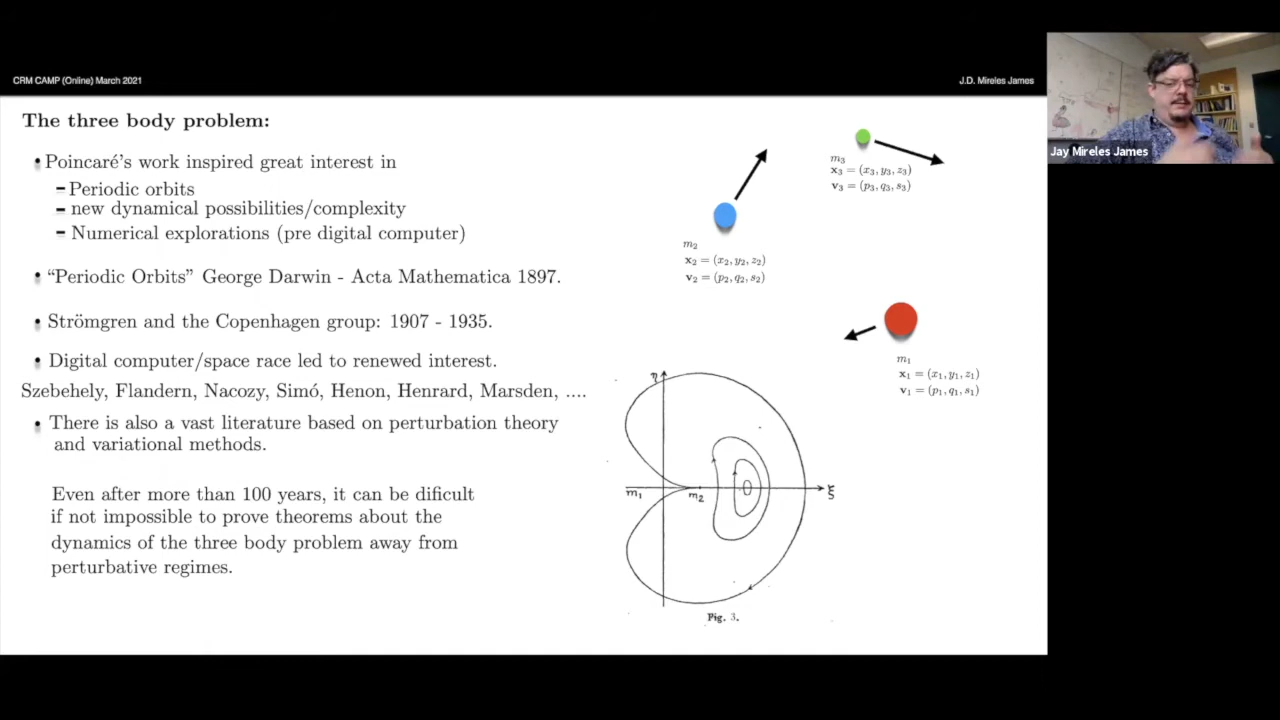 CRM CAMP (Online) March 2021
J.D. Mireles James
Jay Mireles James
The three body problem:
• Poincaré's work inspired great interest in
– Periodic orbits
– new dynamical possibilities/complexity
– Numerical explorations (pre digital computer)
• “Periodic Orbits” George Darwin - Acta Mathematica 1897.
• Strömgren and the Copenhagen group: 1907 - 1935.
• Digital computer/space race led to renewed interest.
Szebehely, Flandern, Nacozy, Simó, Henon, Henrard, Marsden, ....
• There is also a vast literature based on perturbation theory
and variational methods.
Even after more than 100 years, it can be dificult
if not impossible to prove theorems about the
dynamics of the three body problem away from
perturbative regimes.
m₃
x₃ = (x₃, y₃, z₃)
v₃ = (p₃, q₃, s₃)
m₂
x₂ = (x₂, y₂, z₂)
v₂ = (p₂, q₂, s₂)
m₁
x₁ = (x₁, y₁, z₁)
v₁ = (p₁, q₁, s₁)
η
m₁
m₂
ξ
Fig. 3.